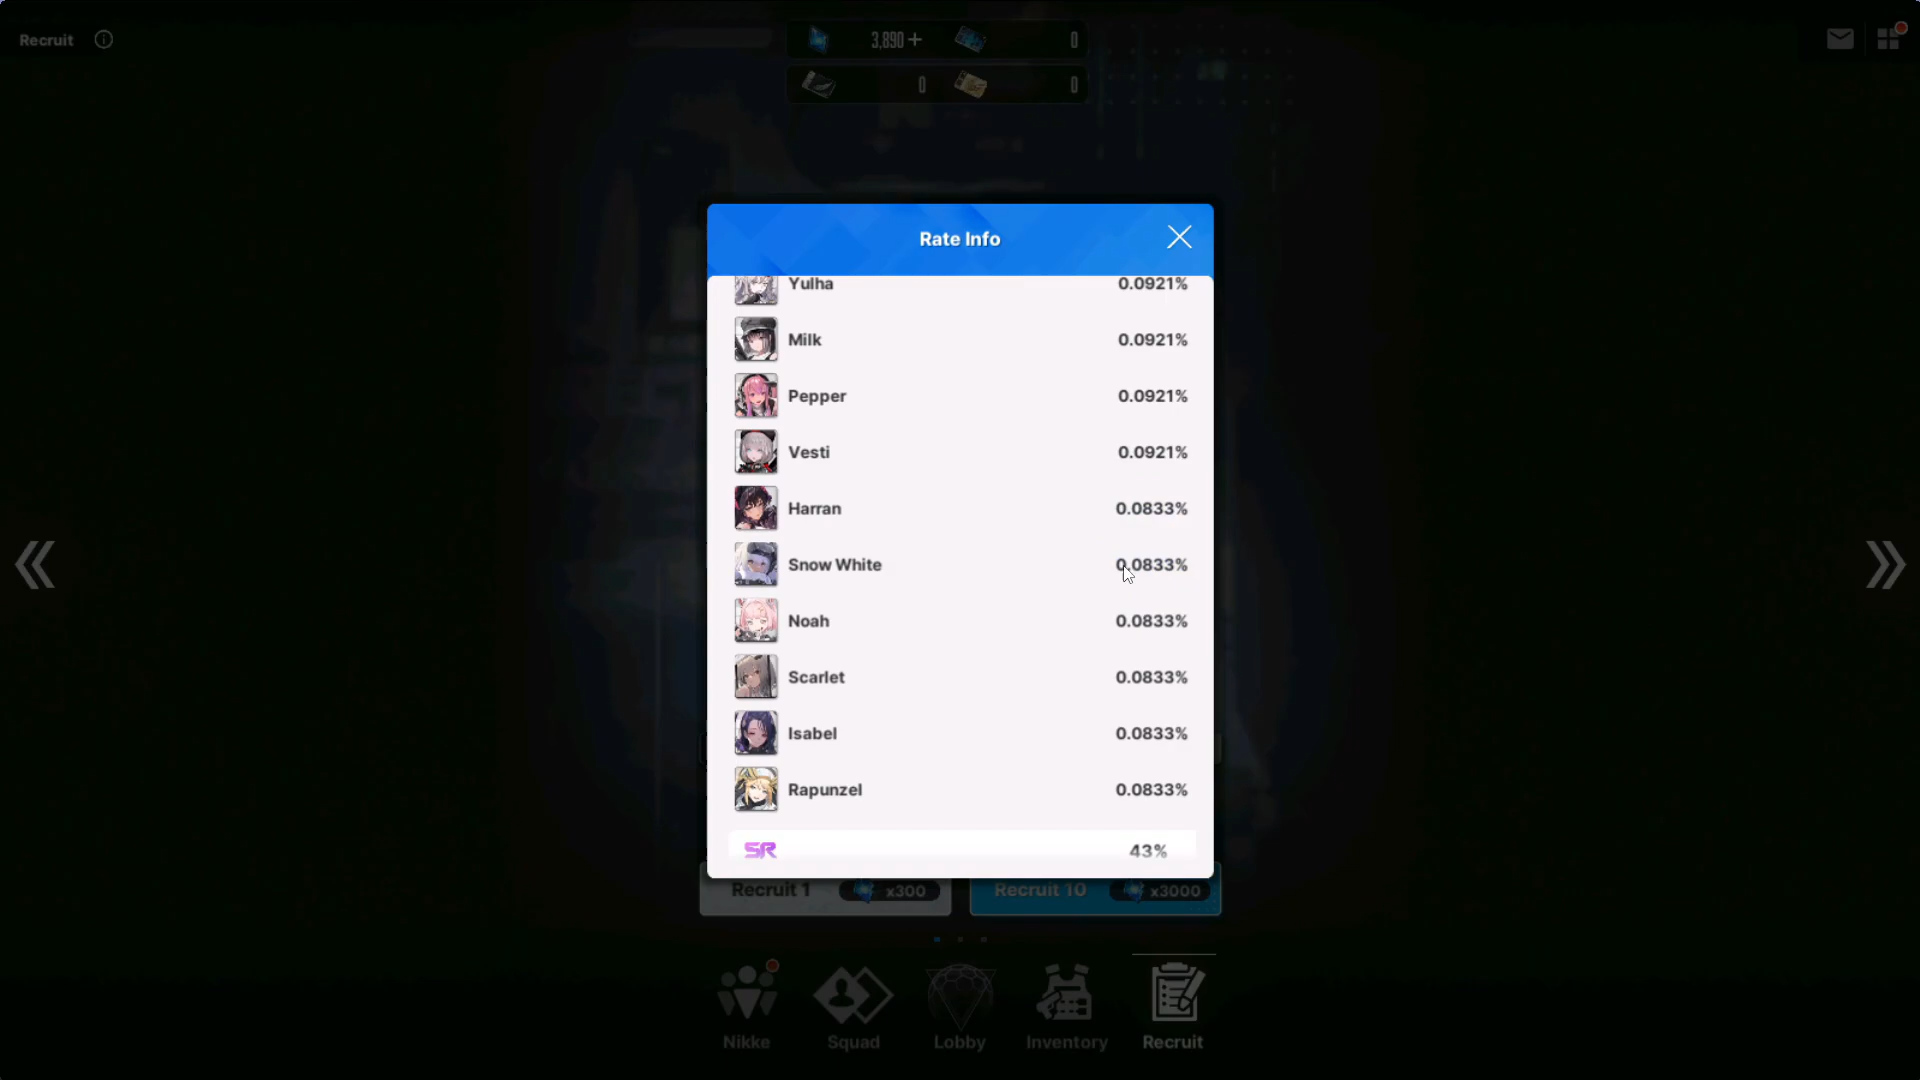 Recruit
3,890 + 0
0 0
Rate Info
Yulha 0.0921%
Milk 0.0921%
Pepper 0.0921%
Vesti 0.0921%
Harran 0.0833%
Snow White 0.0833%
Noah 0.0833%
Scarlet 0.0833%
Isabel 0.0833%
Rapunzel 0.0833%
SR 43%
Recruit 1 x300 Recruit 10 x3000
Nikke Squad Lobby Inventory Recruit